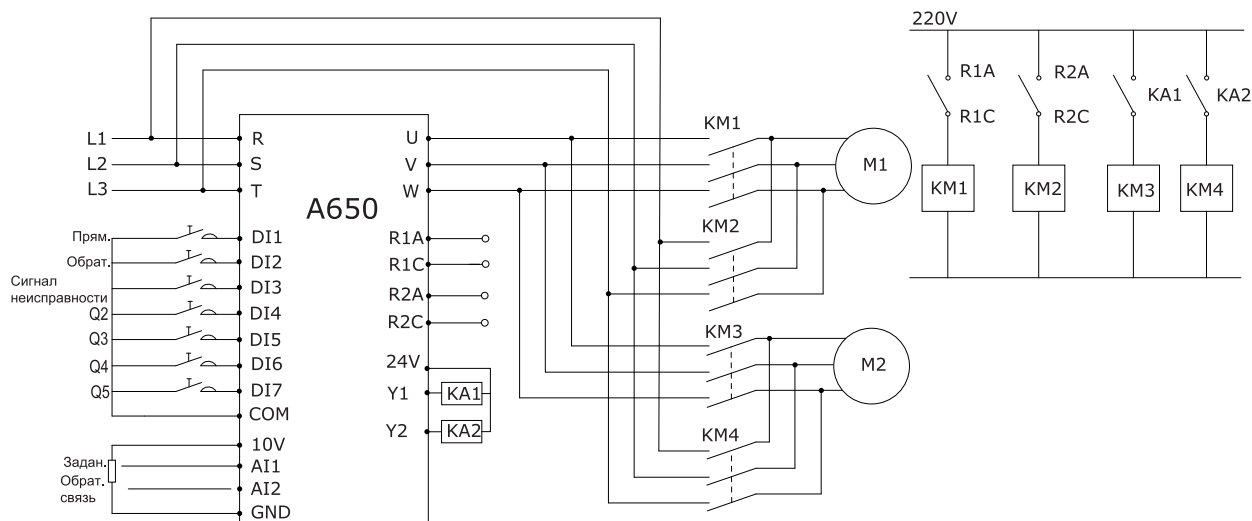 220V
R1A
R2A
KA1
KA2
R1C
R2C
KM1
KM2
KM3
KM4
L1
L2
L3
R
S
T
A650
U
V
W
KM1
M1
KM2
KM3
M2
KM4
Прям.
Обрат.
Сигнал
неисправности
Q2
Q3
Q4
Q5
DI1
DI2
DI3
DI4
DI5
DI6
DI7
COM
10V
AI1
AI2
GND
Задан.
Обрат.
связь
R1A
R1C
R2A
R2C
24V
Y1
KA1
Y2
KA2